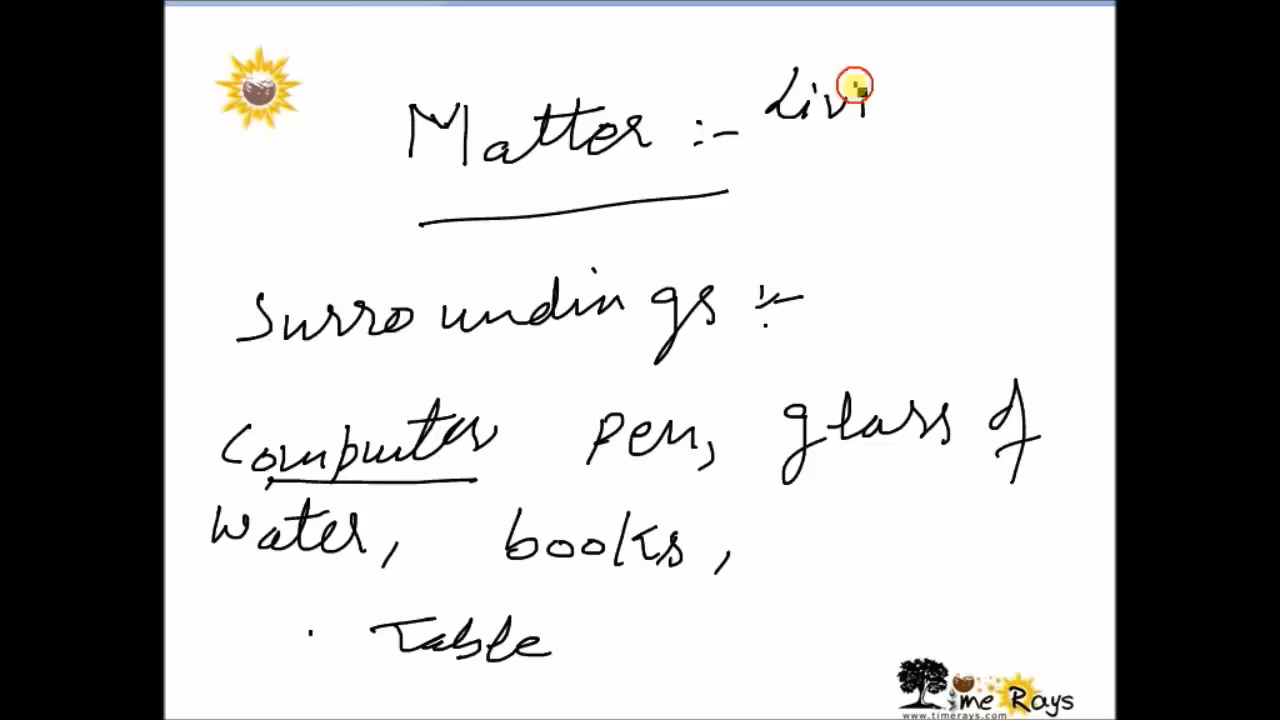 Matter :- Livi
Surroundings :-
Computer Pen, glass of
Water, books,
Table
Time Rays
www.timerays.com